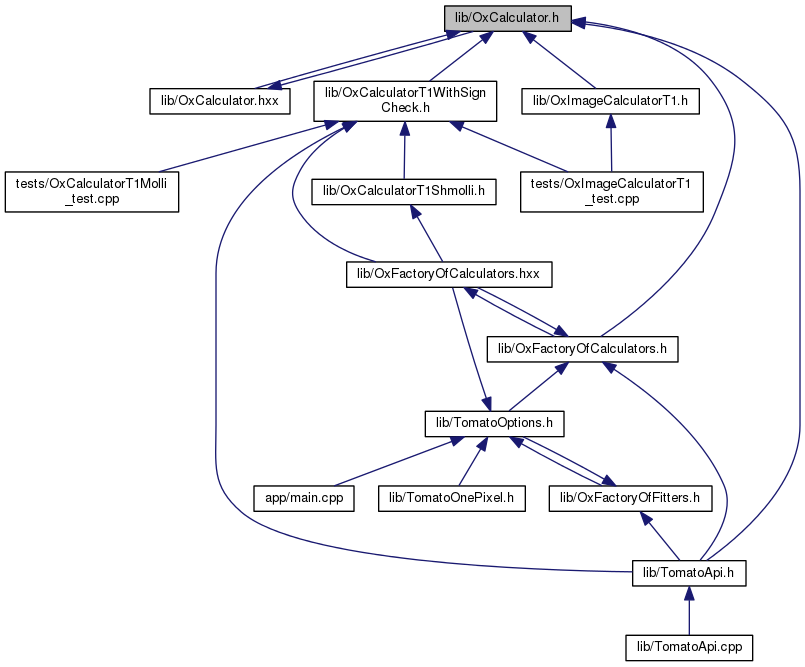 lib/OxCalculator.h
lib/OxCalculator.hxx
lib/OxCalculatorT1WithSign
Check.h
lib/OxImageCalculatorT1.h
tests/OxCalculatorT1Molli
_test.cpp
lib/OxCalculatorT1Shmolli.h
tests/OxImageCalculatorT1
_test.cpp
lib/OxFactoryOfCalculators.hxx
lib/OxFactoryOfCalculators.h
lib/TomatoOptions.h
app/main.cpp
lib/TomatoOnePixel.h
lib/OxFactoryOfFitters.h
lib/TomatoApi.h
lib/TomatoApi.cpp